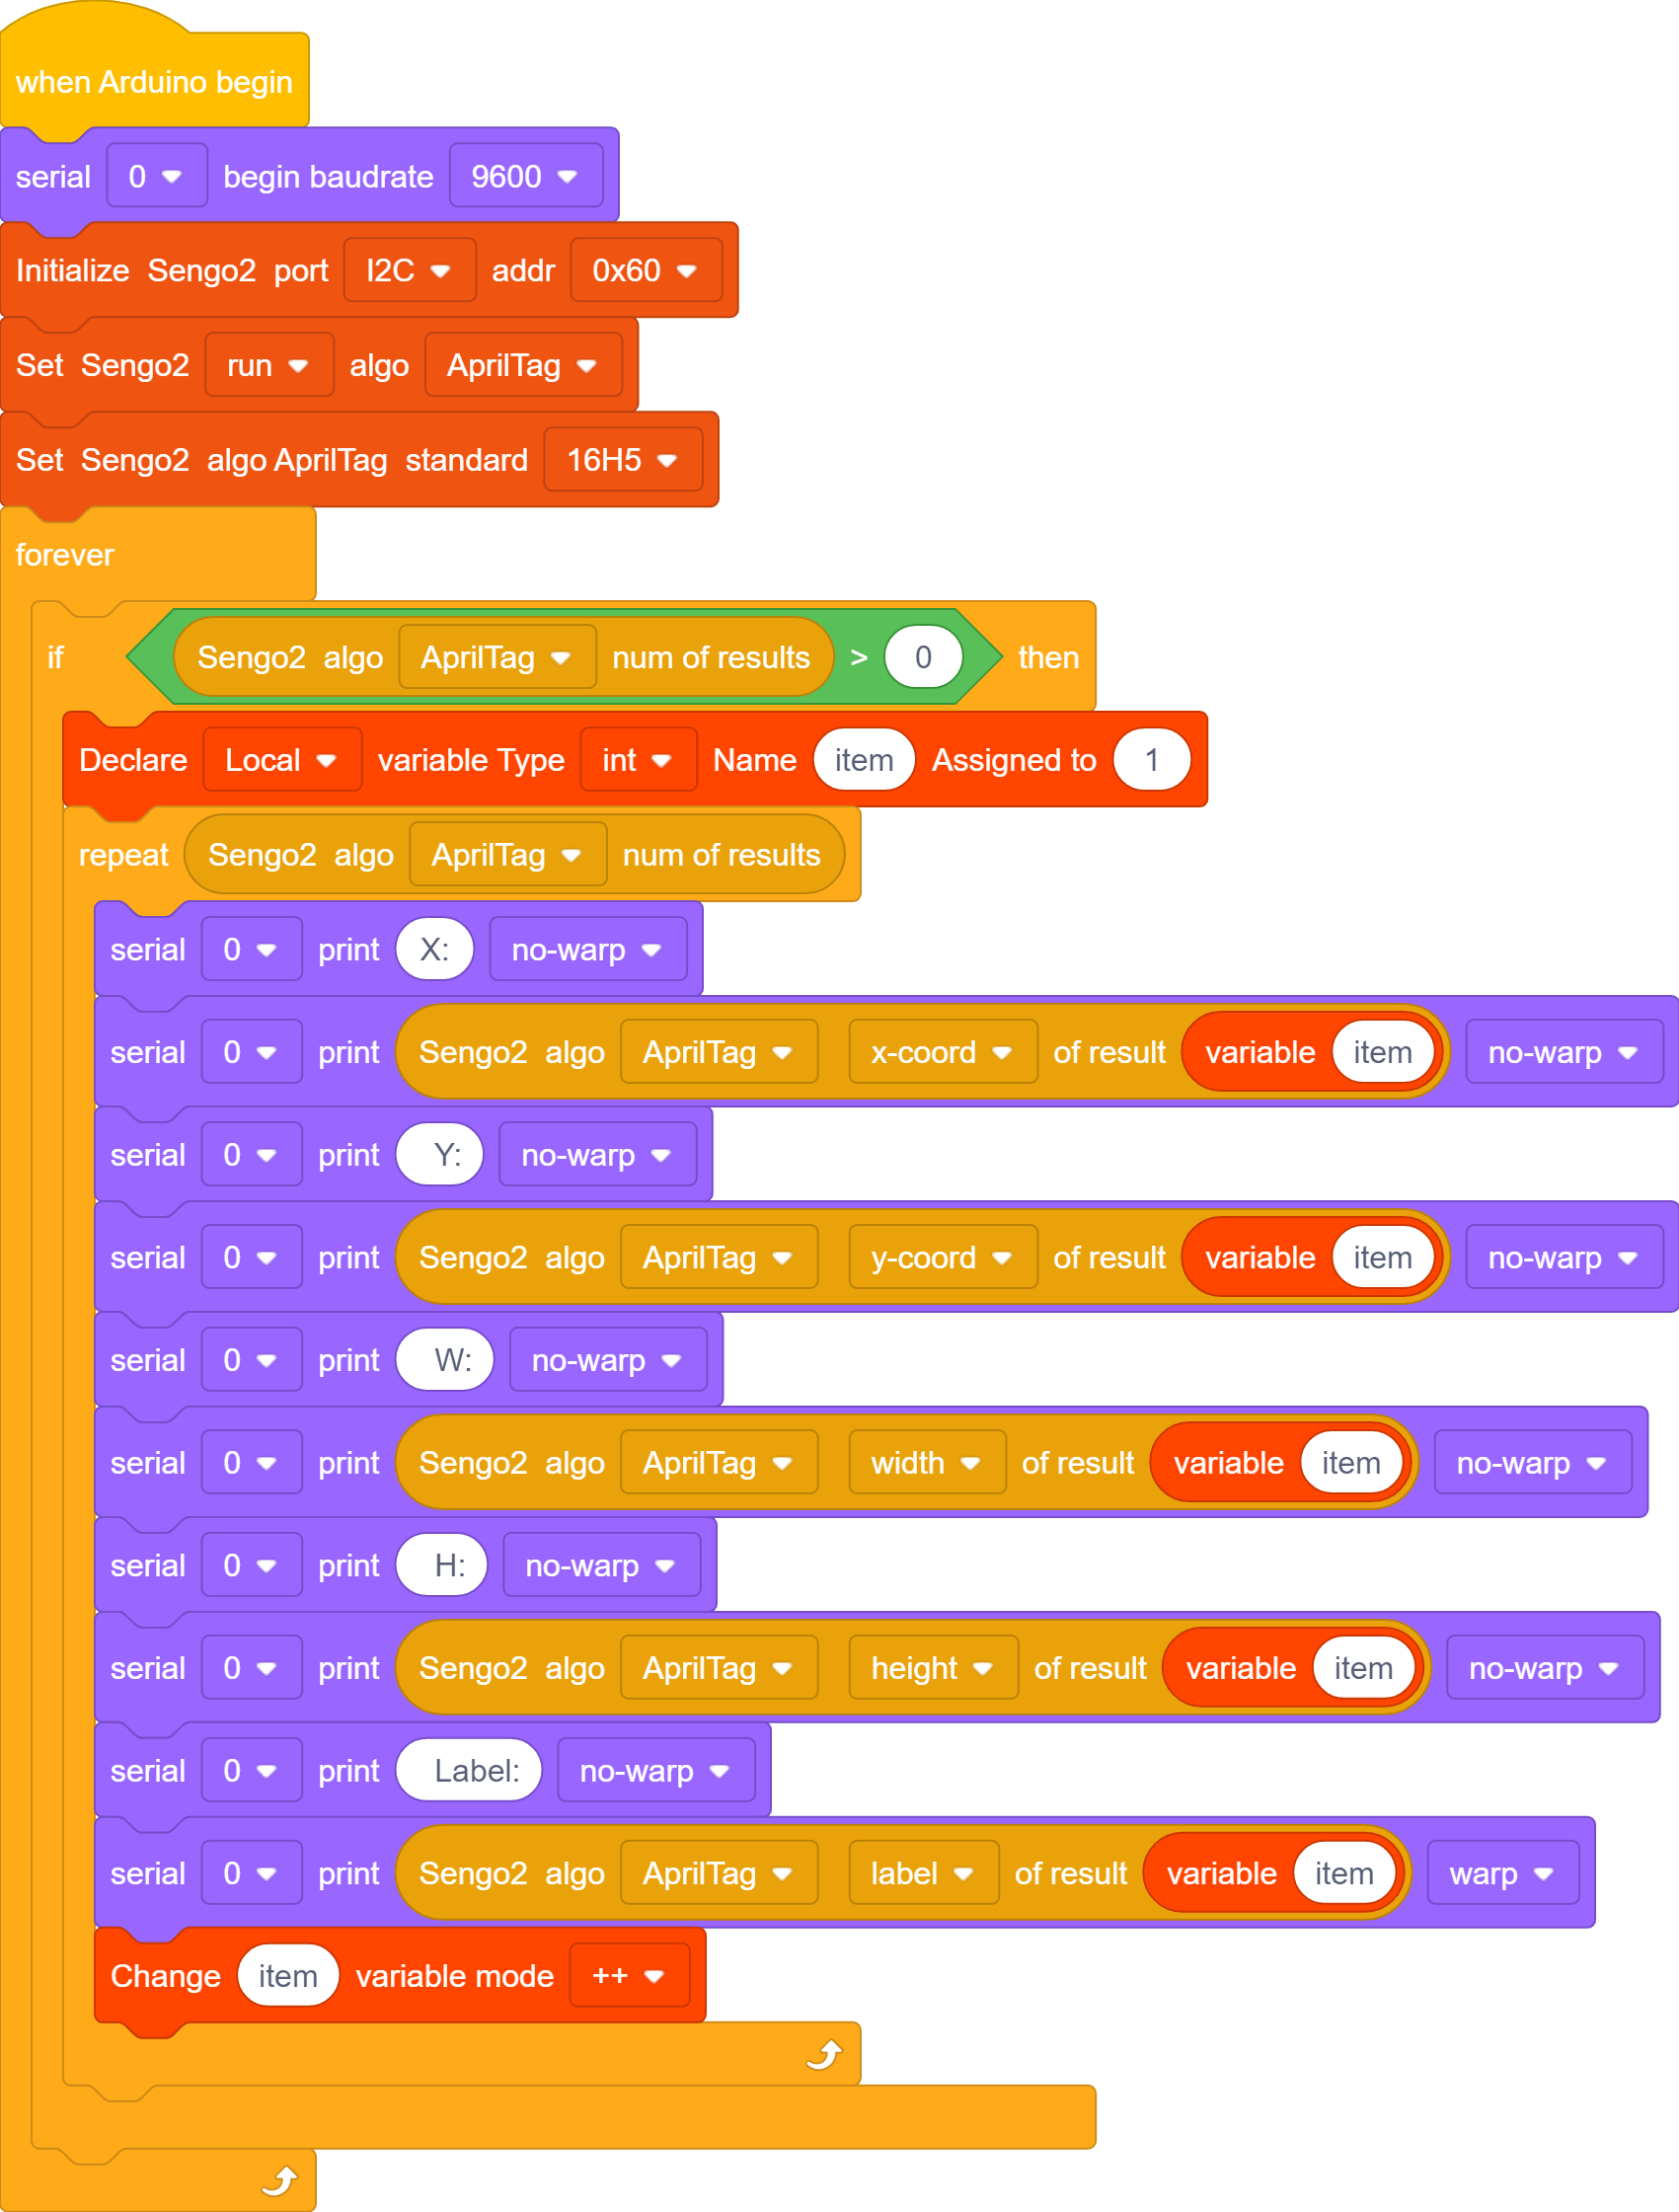 when Arduino begin
serial 0 begin baudrate 9600
Initialize Sengo2 port I2C addr 0x60
Set Sengo2 run algo AprilTag
Set Sengo2 algo AprilTag standard 16H5
forever
if Sengo2 algo AprilTag num of results > 0 then
Declare Local variable Type int Name item Assigned to 1
repeat Sengo2 algo AprilTag num of results
serial 0 print X: no-warp
serial 0 print Sengo2 algo AprilTag x-coord of result variable item no-warp
serial 0 print Y: no-warp
serial 0 print Sengo2 algo AprilTag y-coord of result variable item no-warp
serial 0 print W: no-warp
serial 0 print Sengo2 algo AprilTag width of result variable item no-warp
serial 0 print H: no-warp
serial 0 print Sengo2 algo AprilTag height of result variable item no-warp
serial 0 print Label: no-warp
serial 0 print Sengo2 algo AprilTag label of result variable item warp
Change item variable mode ++